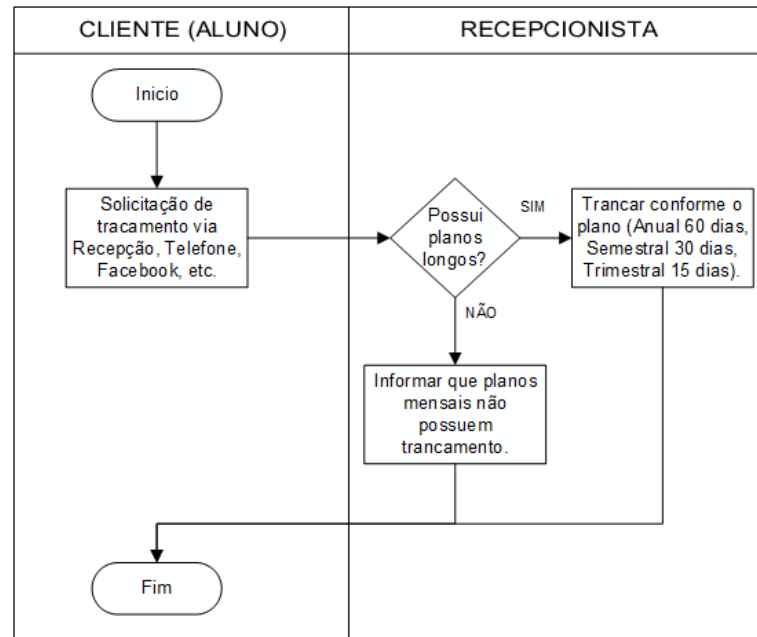 CLIENTE (ALUNO)
RECEPCIONISTA
Inicio
Solicitação de
tracamento via
Recepção, Telefone,
Facebook, etc.
Possui
planos
longos?
SIM
Trancar conforme o
plano (Anual 60 dias,
Semestral 30 dias,
Trimestral 15 dias).
NÃO
Informar que planos
mensais não
possuem
trancamento.
Fim